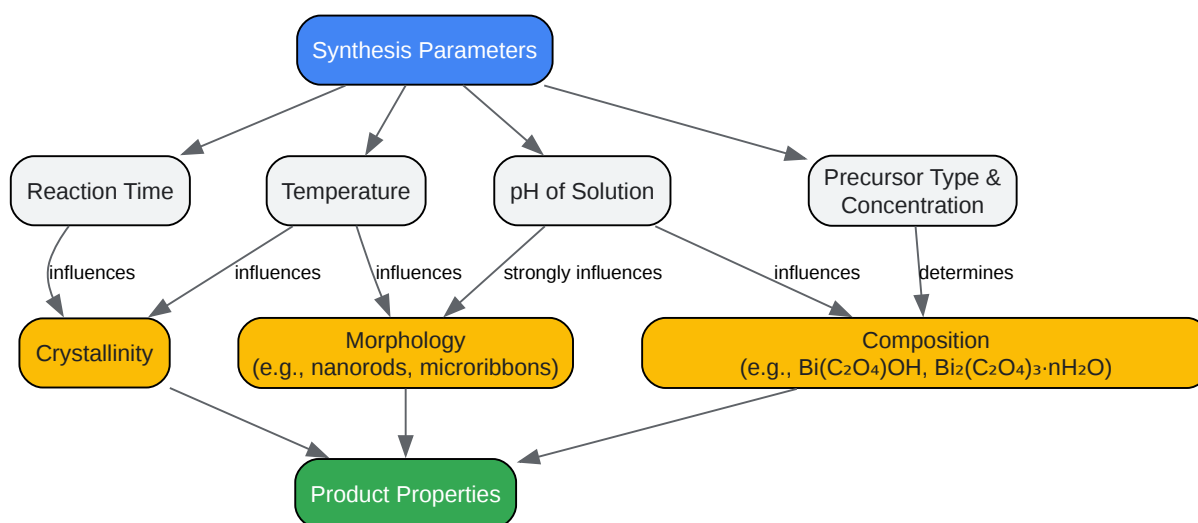 Synthesis Parameters
Reaction Time
Temperature
pH of Solution
Precursor Type &
Concentration
influences
influences
influences
strongly influences
influences
determines
Crystallinity
Morphology
(e.g., nanorods, microribbons)
Composition
(e.g., Bi(C₂O₄)OH, Bi₂(C₂O₄)₃·nH₂O)
Product Properties